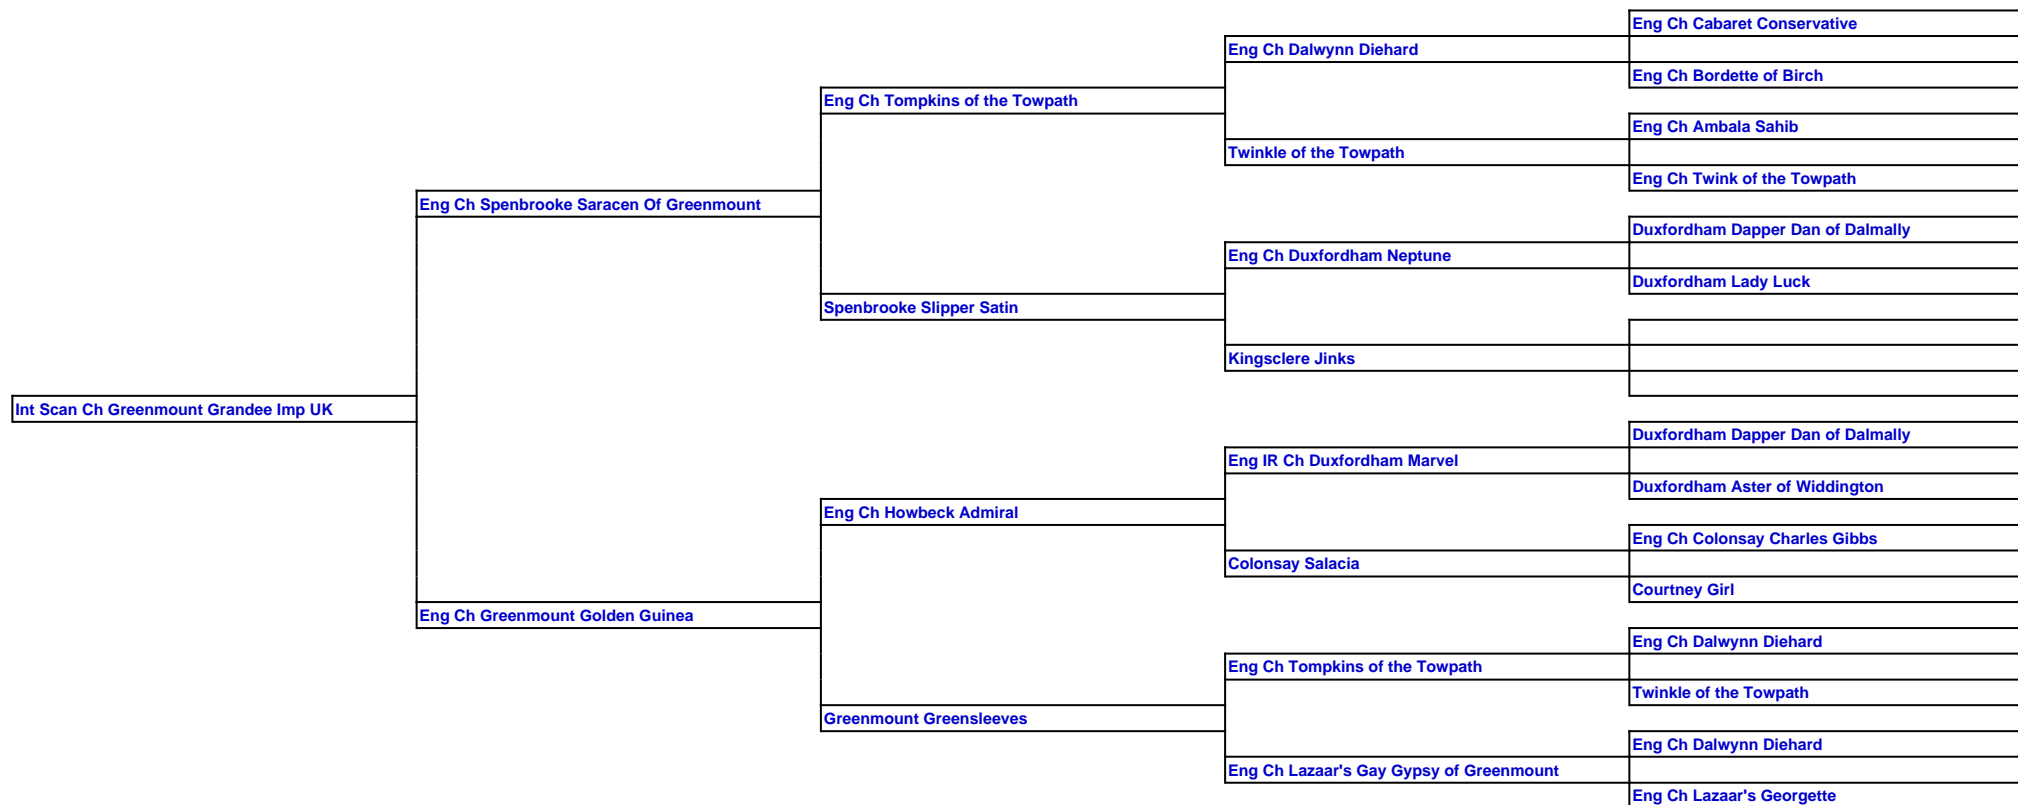 Eng Ch Cabaret Conservative
Eng Ch Dalwynn Diehard
Eng Ch Bordette of Birch
Eng Ch Tompkins of the Towpath
Eng Ch Ambala Sahib
Twinkle of the Towpath
Eng Ch Twink of the Towpath
Eng Ch Spenbrooke Saracen Of Greenmount
Duxfordham Dapper Dan of Dalmally
Eng Ch Duxfordham Neptune
Duxfordham Lady Luck
Spenbrooke Slipper Satin
Kingsclere Jinks
Int Scan Ch Greenmount Grandee Imp UK
Duxfordham Dapper Dan of Dalmally
Eng IR Ch Duxfordham Marvel
Duxfordham Aster of Widdington
Eng Ch Howbeck Admiral
Eng Ch Colonsay Charles Gibbs
Colonsay Salacia
Courtney Girl
Eng Ch Greenmount Golden Guinea
Eng Ch Dalwynn Diehard
Eng Ch Tompkins of the Towpath
Twinkle of the Towpath
Greenmount Greensleeves
Eng Ch Dalwynn Diehard
Eng Ch Lazaar's Gay Gypsy of Greenmount
Eng Ch Lazaar's Georgette